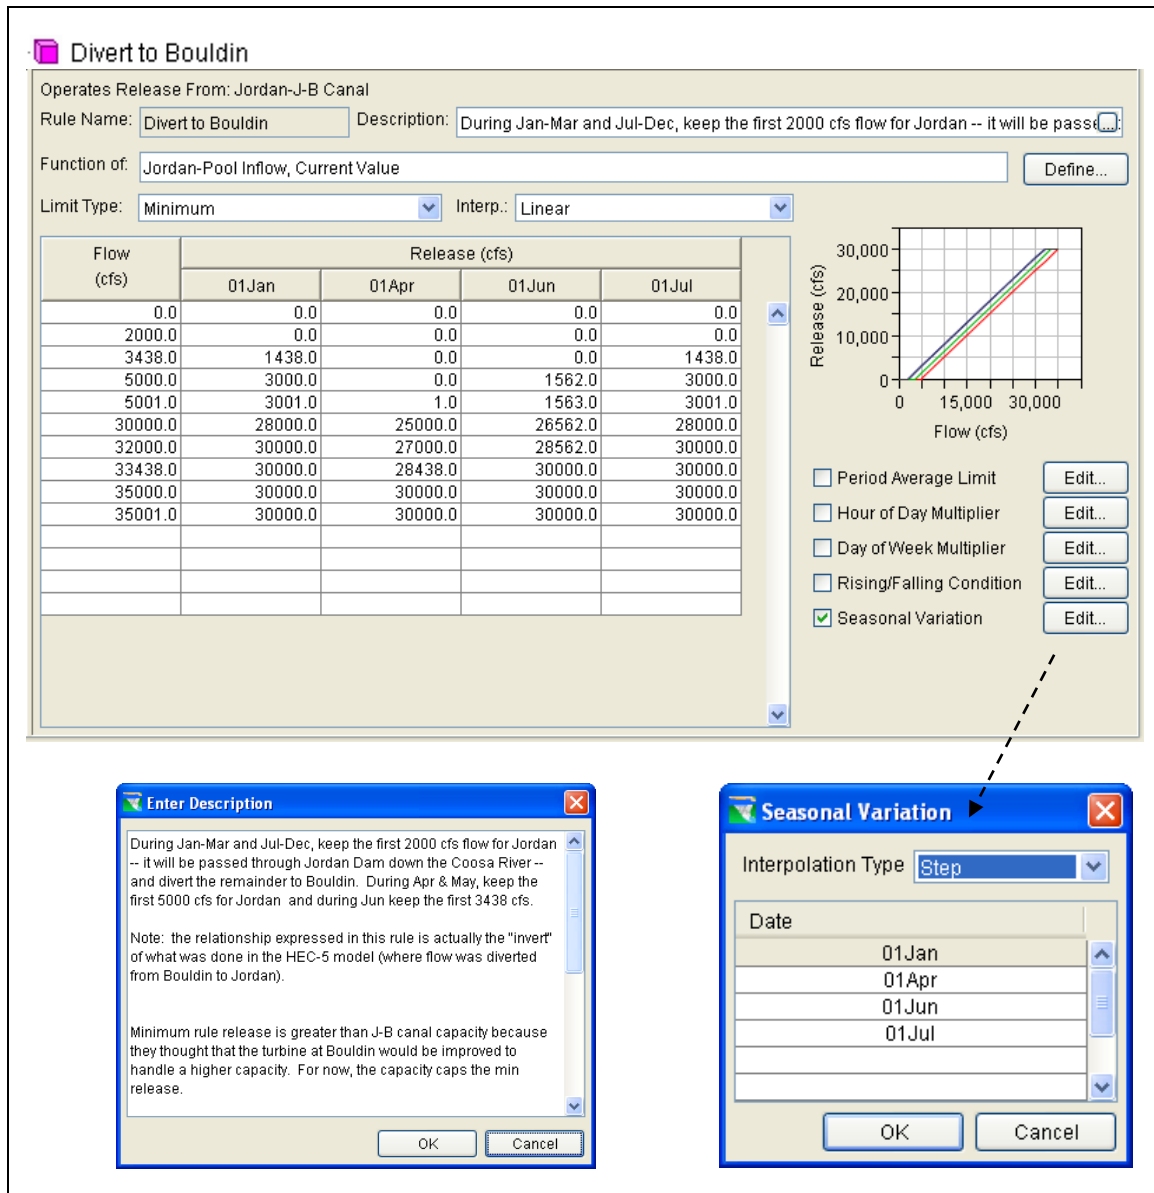 Divert to Bouldin
Operates Release From: Jordan-J-B Canal
Rule Name: Divert to Bouldin Description: During Jan-Mar and Jul-Dec, keep the first 2000 cfs flow for Jordan -- it will be passe ...
Function of: Jordan-Pool Inflow, Current Value Define...
Limit Type: Minimum Interp.: Linear
Flow (cfs) Release (cfs)
01Jan 01Apr 01Jun 01Jul
0.0 0.0 0.0 0.0 0.0
2000.0 0.0 0.0 0.0 0.0
3438.0 1438.0 0.0 0.0 1438.0
5000.0 3000.0 0.0 1562.0 3000.0
5001.0 3001.0 1.0 1563.0 3001.0
30000.0 28000.0 25000.0 26562.0 28000.0
32000.0 30000.0 27000.0 28562.0 30000.0
33438.0 30000.0 28438.0 30000.0 30000.0
35000.0 30000.0 30000.0 30000.0 30000.0
35001.0 30000.0 30000.0 30000.0 30000.0
Release (cfs)
30,000
20,000
10,000
0
0 15,000 30,000
Flow (cfs)
Period Average Limit Edit...
Hour of Day Multiplier Edit...
Day of Week Multiplier Edit...
Rising/Falling Condition Edit...
Seasonal Variation Edit...
Enter Description
During Jan-Mar and Jul-Dec, keep the first 2000 cfs flow for Jordan
-- it will be passed through Jordan Dam down the Coosa River --
and divert the remainder to Bouldin. During Apr & May, keep the
first 5000 cfs for Jordan and during Jun keep the first 3438 cfs.
Note: the relationship expressed in this rule is actually the "invert"
of what was done in the HEC-5 model (where flow was diverted
from Bouldin to Jordan).
Minimum rule release is greater than J-B canal capacity because
they thought that the turbine at Bouldin would be improved to
handle a higher capacity. For now, the capacity caps the min
release.
OK Cancel
Seasonal Variation
Interpolation Type Step
Date
01Jan
01Apr
01Jun
01Jul
OK Cancel